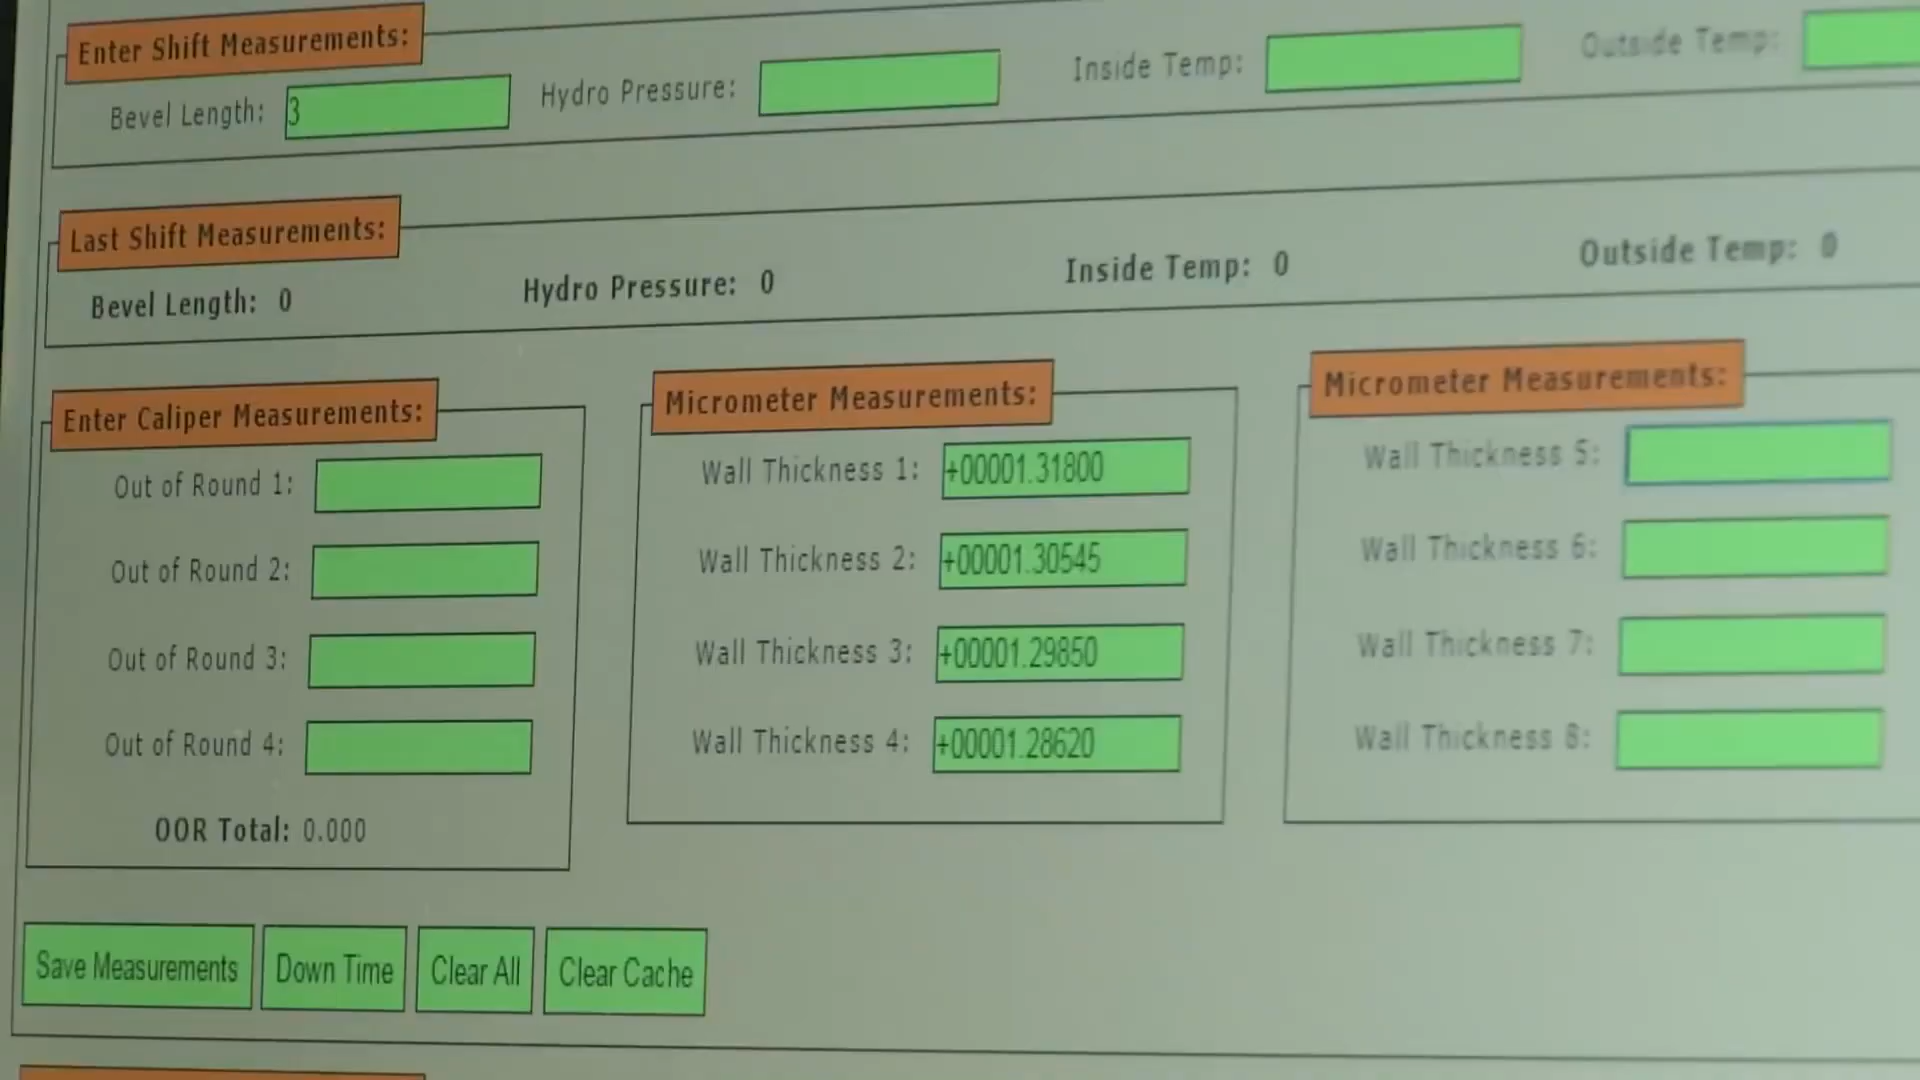 Enter Shift Measurements:
Bevel Length: 3 Hydro Pressure: Inside Temp: Outside Temp:
Last Shift Measurements:
Bevel Length: 0 Hydro Pressure: 0 Inside Temp: 0 Outside Temp: 0
Enter Caliper Measurements:
Out of Round 1:
Out of Round 2:
Out of Round 3:
Out of Round 4:
OOR Total: 0.000
Micrometer Measurements:
Wall Thickness 1: +00001.31800
Wall Thickness 2: +00001.30545
Wall Thickness 3: +00001.29850
Wall Thickness 4: +00001.28620
Micrometer Measurements:
Wall Thickness 5:
Wall Thickness 6:
Wall Thickness 7:
Wall Thickness 8:
Save Measurements Down Time Clear All Clear Cache